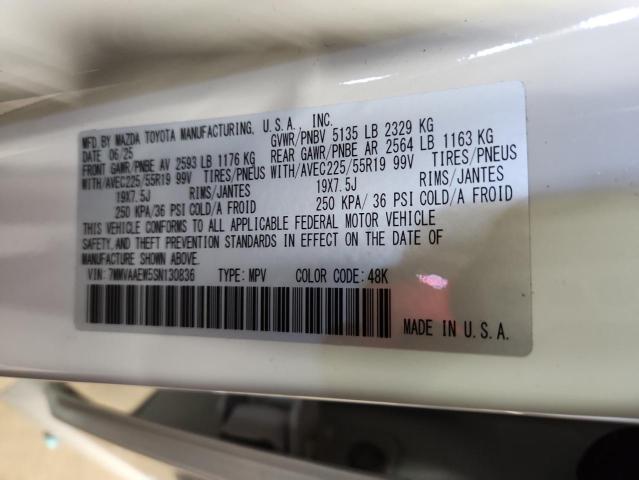 MFD BY MAZDA TOYOTA MANUFACTURING, U.S.A., INC.
DATE 06/25 GVWR/PNBV 5135 LB 2329 KG
FRONT GAWR/PNBE AV 2593 LB 1176 KG REAR GAWR/PNBE AR 2564 LB 1163 KG
WITH/AVEC225/55R19 99V TIRES/PNEUS WITH/AVEC225/55R19 99V TIRES/PNEUS
19X7.5J RIMS/JANTES 19X7.5J RIMS/JANTES
250 KPA/36 PSI COLD/A FROID 250 KPA/36 PSI COLD/A FROID
THIS VEHICLE CONFORMS TO ALL APPLICABLE FEDERAL MOTOR VEHICLE
SAFETY,AND THEFT PREVENTION STANDARDS IN EFFECT ON THE DATE OF
MANUFACTURE SHOWN ABOVE.
VIN: 7MMVAAEW5SN130836 TYPE: MPV COLOR CODE: 48K
MADE IN U.S.A.